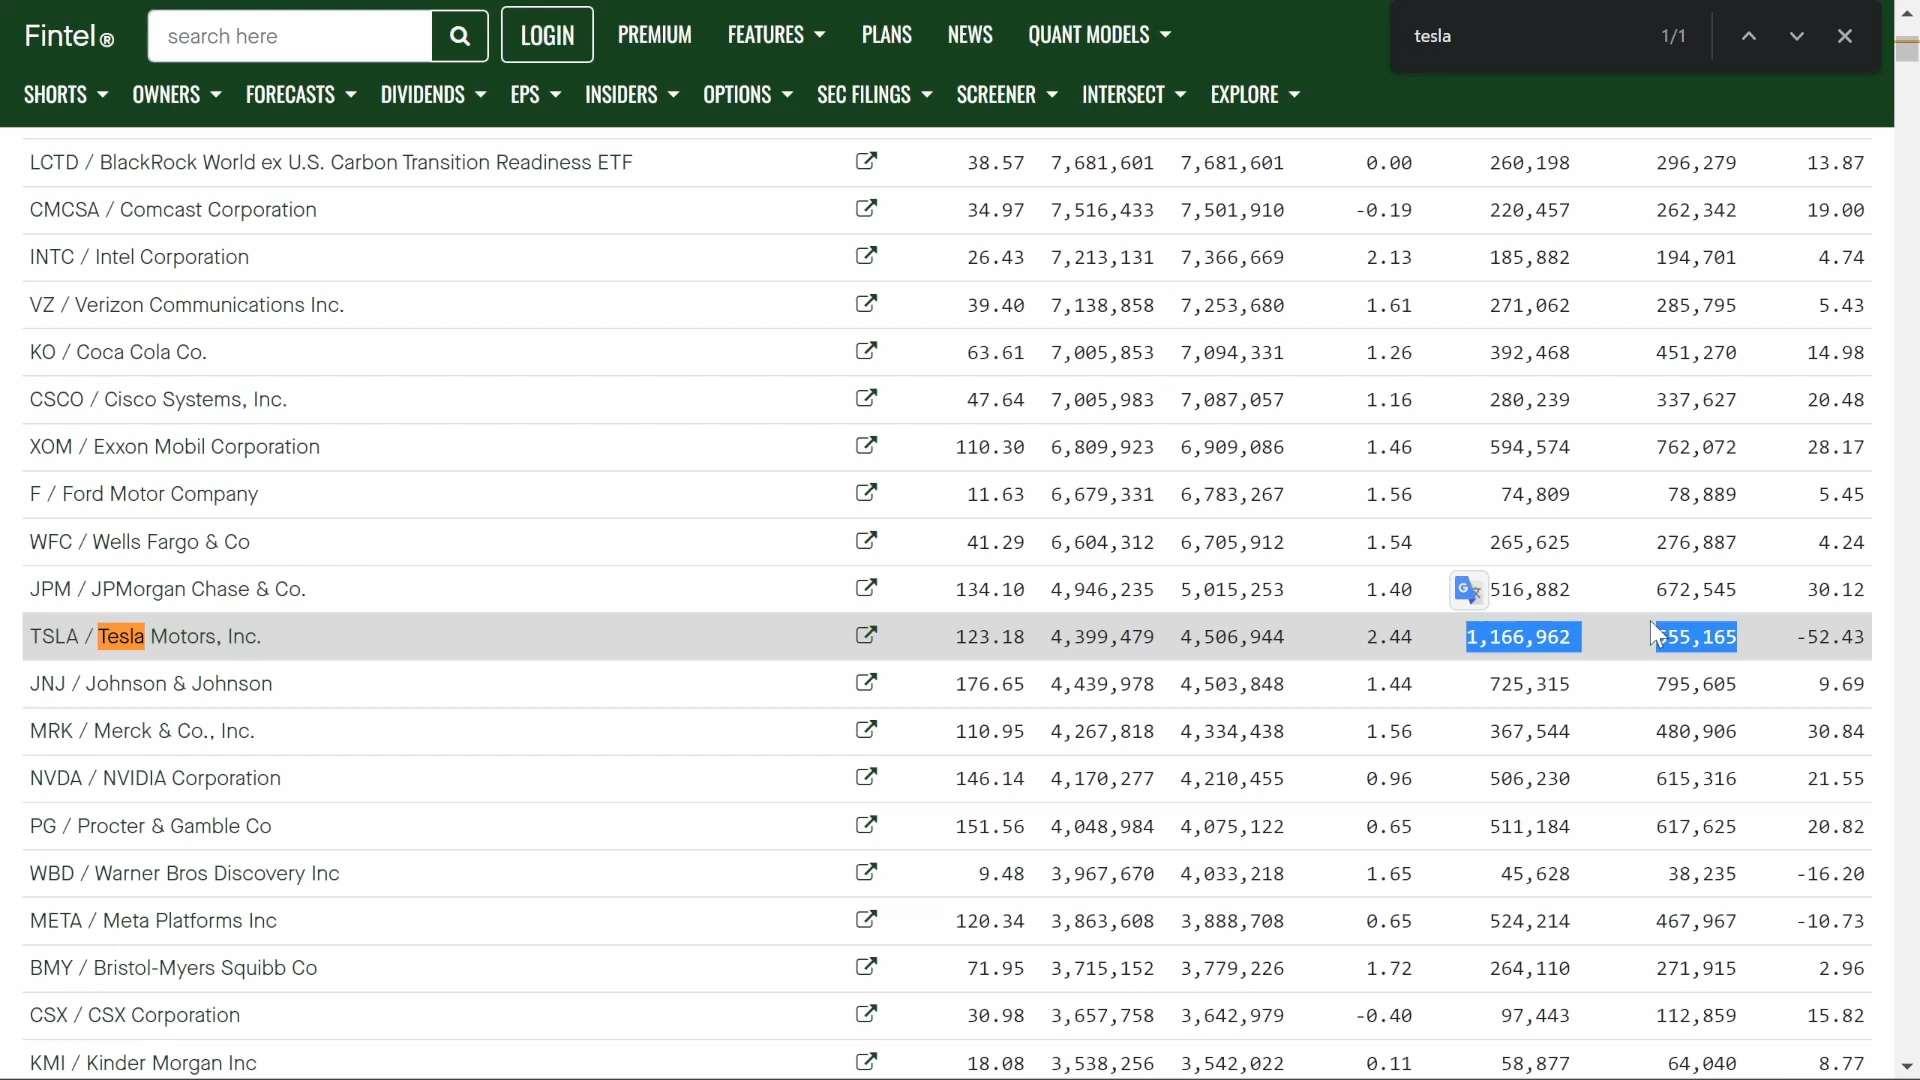 Fintel ®
search here
LOGIN
PREMIUM
FEATURES
PLANS
NEWS
QUANT MODELS
tesla
1/1
SHORTS
OWNERS
FORECASTS
DIVIDENDS
EPS
INSIDERS
OPTIONS
SEC FILINGS
SCREENER
INTERSECT
EXPLORE
LCTD / BlackRock World ex U.S. Carbon Transition Readiness ETF 38.57 7,681,601 7,681,601 0.00 260,198 296,279 13.87
CMCSA / Comcast Corporation 34.97 7,516,433 7,501,910 -0.19 220,457 262,342 19.00
INTC / Intel Corporation 26.43 7,213,131 7,366,669 2.13 185,882 194,701 4.74
VZ / Verizon Communications Inc. 39.40 7,138,858 7,253,680 1.61 271,062 285,795 5.43
KO / Coca Cola Co. 63.61 7,005,853 7,094,331 1.26 392,468 451,270 14.98
CSCO / Cisco Systems, Inc. 47.64 7,005,983 7,087,057 1.16 280,239 337,627 20.48
XOM / Exxon Mobil Corporation 110.30 6,809,923 6,909,086 1.46 594,574 762,072 28.17
F / Ford Motor Company 11.63 6,679,331 6,783,267 1.56 74,809 78,889 5.45
WFC / Wells Fargo & Co 41.29 6,604,312 6,705,912 1.54 265,625 276,887 4.24
JPM / JPMorgan Chase & Co. 134.10 4,946,235 5,015,253 1.40 516,882 672,545 30.12
TSLA / Tesla Motors, Inc. 123.18 4,399,479 4,506,944 2.44 1,166,962 55,165 -52.43
JNJ / Johnson & Johnson 176.65 4,439,978 4,503,848 1.44 725,315 795,605 9.69
MRK / Merck & Co., Inc. 110.95 4,267,818 4,334,438 1.56 367,544 480,906 30.84
NVDA / NVIDIA Corporation 146.14 4,170,277 4,210,455 0.96 506,230 615,316 21.55
PG / Procter & Gamble Co 151.56 4,048,984 4,075,122 0.65 511,184 617,625 20.82
WBD / Warner Bros Discovery Inc 9.48 3,967,670 4,033,218 1.65 45,628 38,235 -16.20
META / Meta Platforms Inc 120.34 3,863,608 3,888,708 0.65 524,214 467,967 -10.73
BMY / Bristol-Myers Squibb Co 71.95 3,715,152 3,779,226 1.72 264,110 271,915 2.96
CSX / CSX Corporation 30.98 3,657,758 3,642,979 -0.40 97,443 112,859 15.82
KMI / Kinder Morgan Inc 18.08 3,538,256 3,542,022 0.11 58,877 64,040 8.77